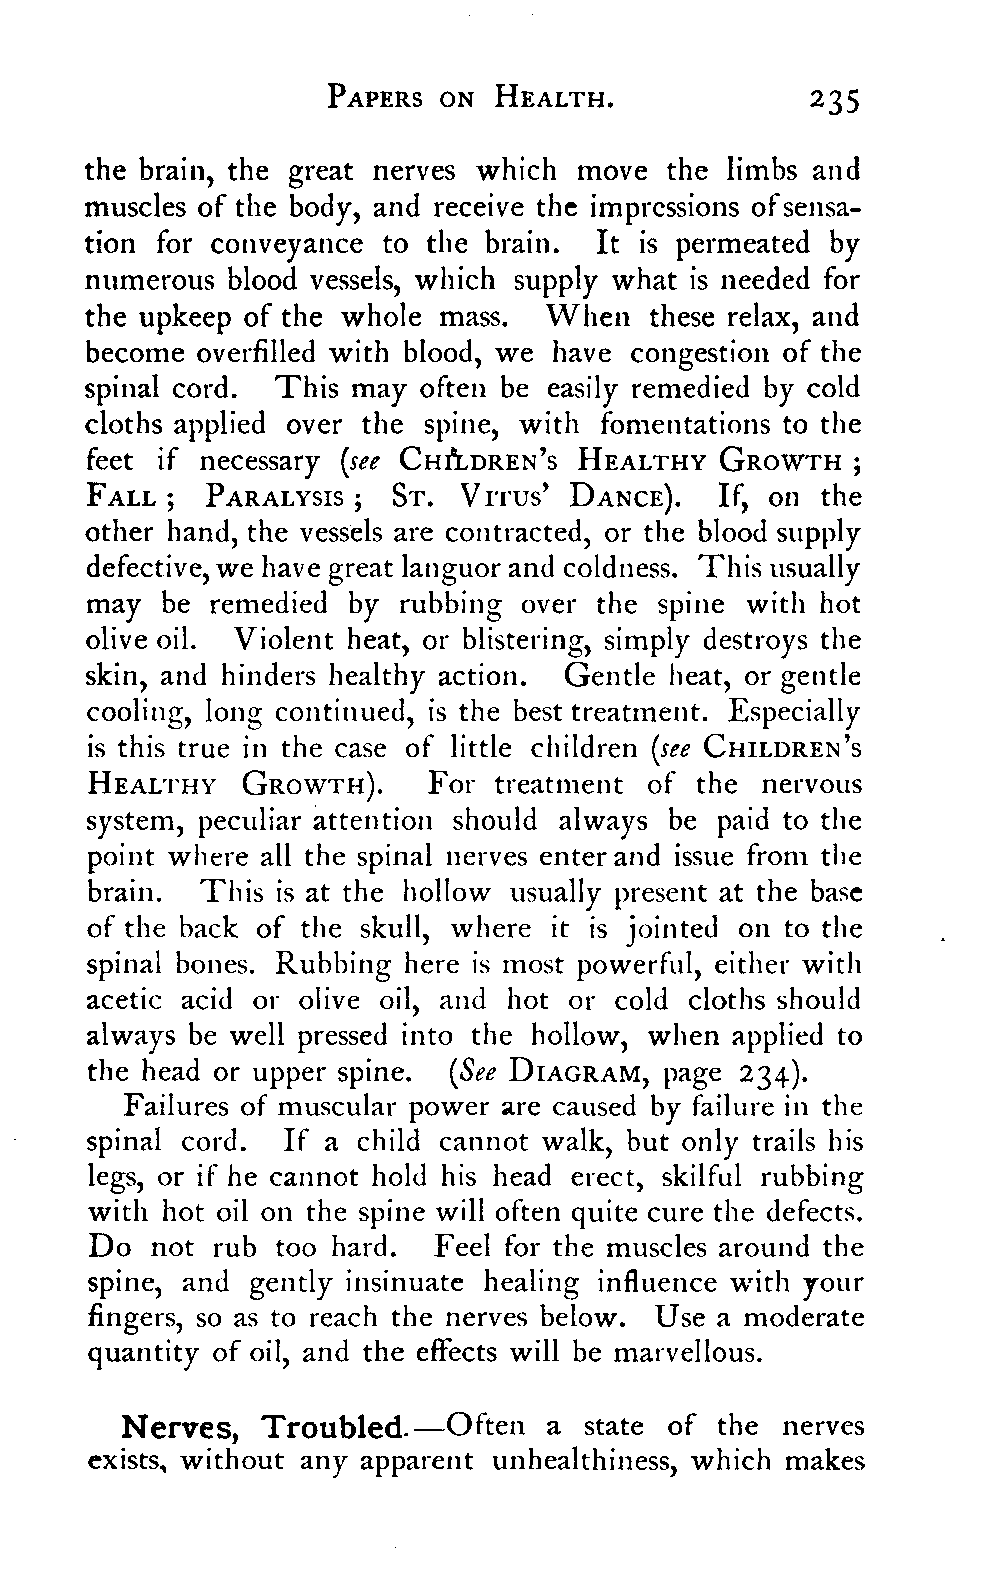 PAPERS ON HEALTH. 235
the brain, the great nerves which move the limbs and
muscles of the body, and receive the impressions of sensa-
tion for conveyance to the brain. It is permeated by
numerous blood vessels, which supply what is needed for
the upkeep of the whole mass. When these relax, and
become overfilled with blood, we have congestion of the
spinal cord. This may often be easily remedied by cold
cloths applied over the spine, with fomentations to the
feet if necessary (see CHILDREN'S HEALTHY GROWTH ;
FALL ; PARALYSIS ; ST. VITUS' DANCE). If, on the
other hand, the vessels are contracted, or the blood supply
defective, we have great languor and coldness. This usually
may be remedied by rubbing over the spine with hot
olive oil. Violent heat, or blistering, simply destroys the
skin, and hinders healthy action. Gentle heat, or gentle
cooling, long continued, is the best treatment. Especially
is this true in the case of little children (see CHILDREN'S
HEALTHY GROWTH). For treatment of the nervous
system, peculiar attention should always be paid to the
point where all the spinal nerves enter and issue from the
brain. This is at the hollow usually present at the base
of the back of the skull, where it is jointed on to the
spinal bones. Rubbing here is most powerful, either with
acetic acid or olive oil, and hot or cold cloths should
always be well pressed into the hollow, when applied to
the head or upper spine. (See DIAGRAM, page 234).
Failures of muscular power are caused by failure in the
spinal cord. If a child cannot walk, but only trails his
legs, or if he cannot hold his head erect, skilful rubbing
with hot oil on the spine will often quite cure the defects.
Do not rub too hard. Feel for the muscles around the
spine, and gently insinuate healing influence with your
fingers, so as to reach the nerves below. Use a moderate
quantity of oil, and the effects will be marvellous.
Nerves, Troubled.—Often a state of the nerves
exists, without any apparent unhealthiness, which makes